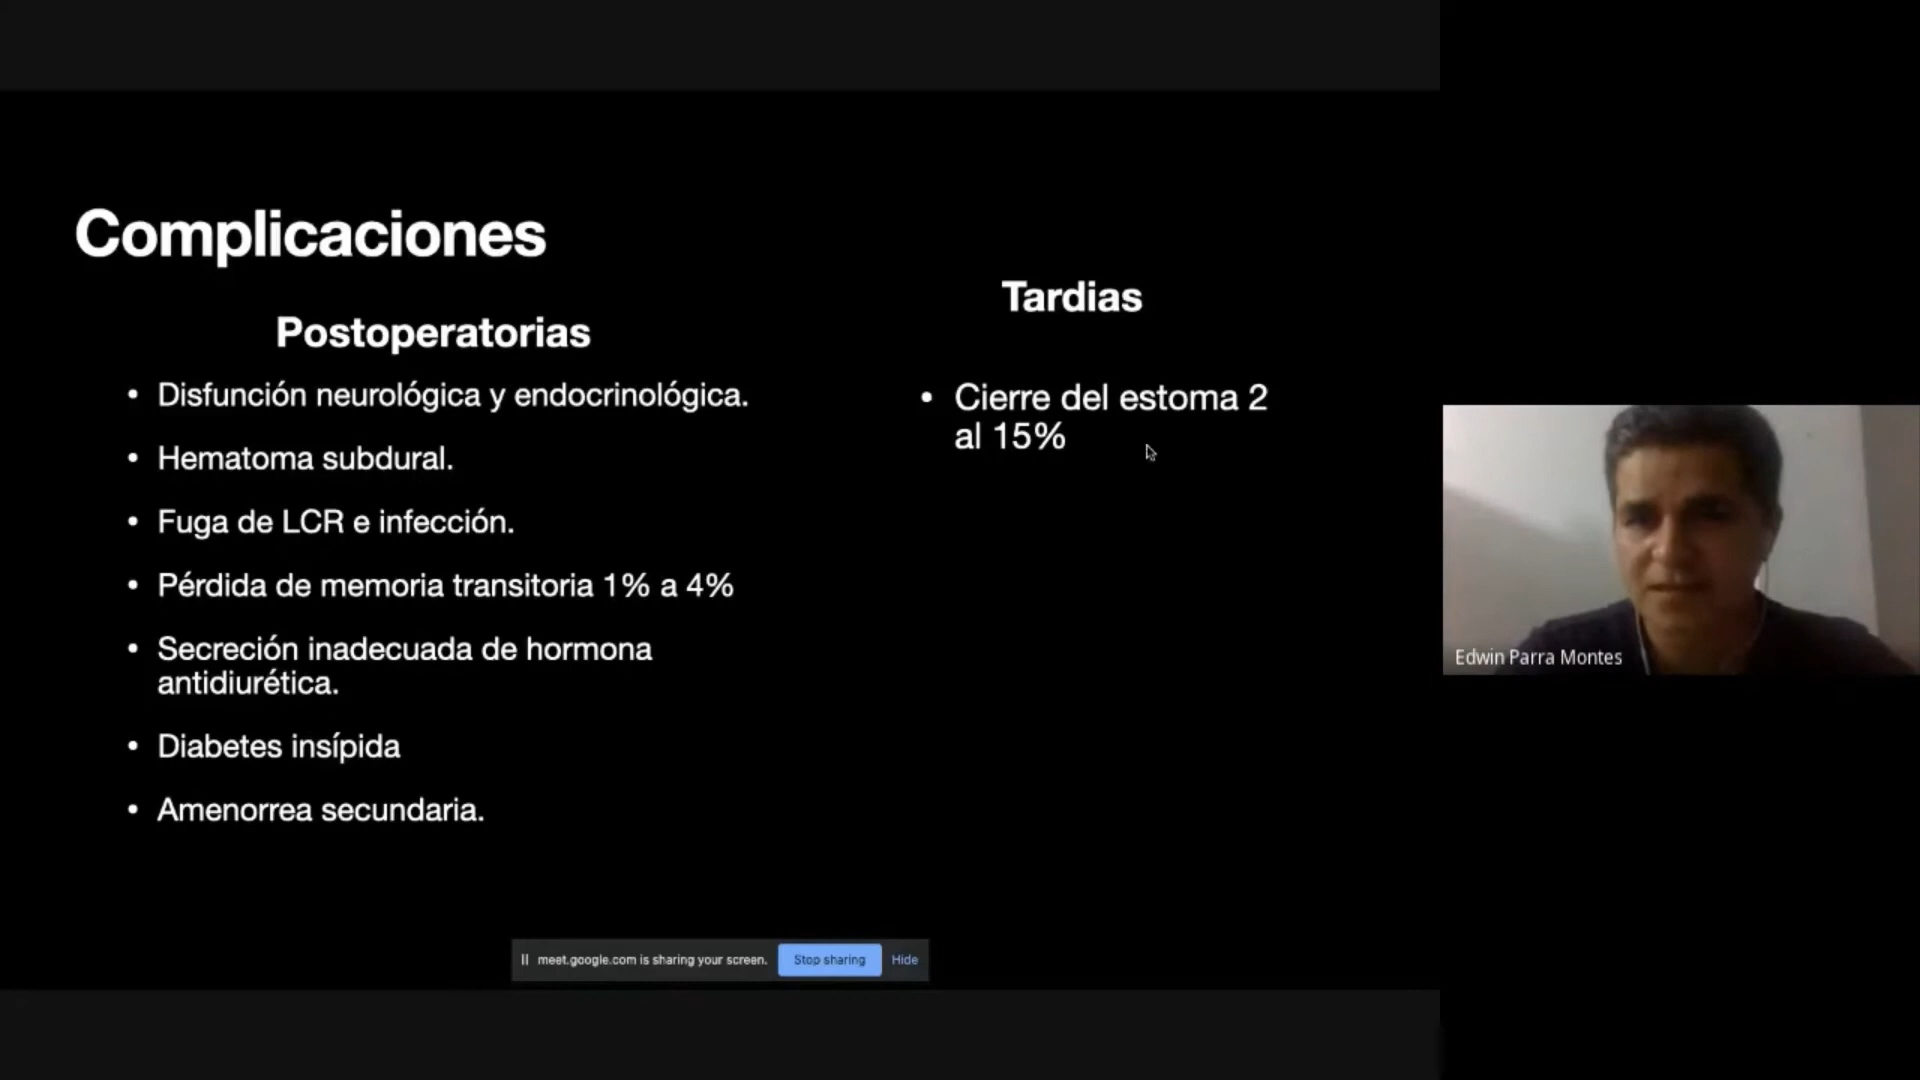 Complicaciones
Postoperatorias
• Disfunción neurológica y endocrinológica.
• Hematoma subdural.
• Fuga de LCR e infección.
• Pérdida de memoria transitoria 1% a 4%
• Secreción inadecuada de hormona
antidiurética.
• Diabetes insípida
• Amenorrea secundaria.
Tardias
• Cierre del estoma 2
al 15%
Edwin Parra Montes
meet.google.com is sharing your screen. Stop sharing Hide